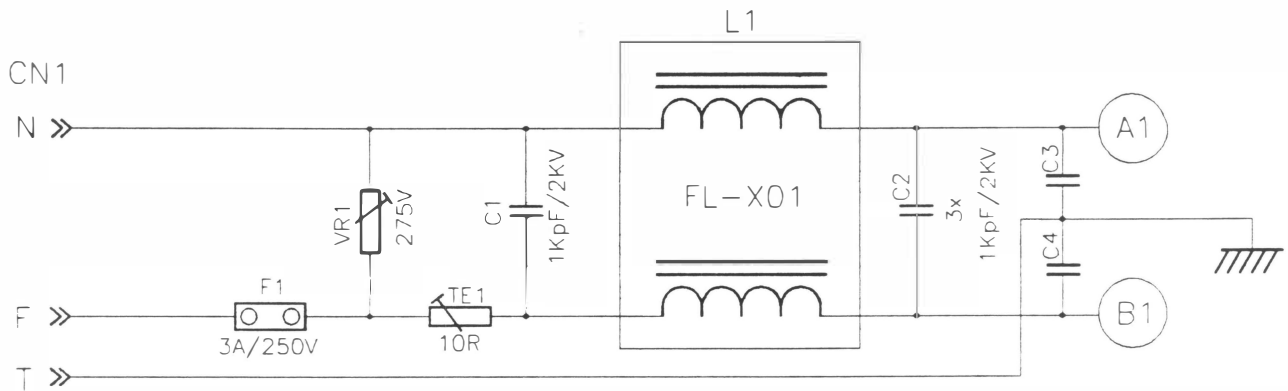 L1
CN1
N
A1
C3
VR1
275V
C1
1KpF/2KV
FL-X01
C2
3x
1KpF/2KV
C4
F
F1
3A/250V
TE1
10R
B1
T